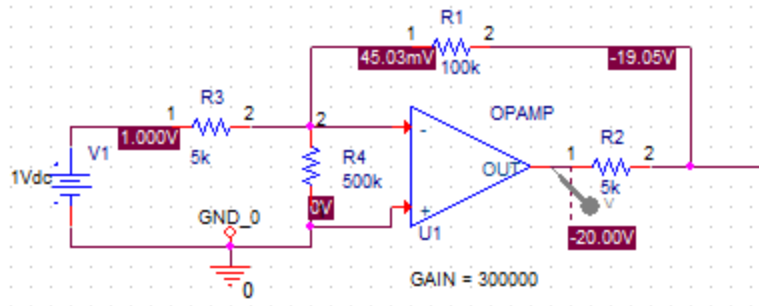 R1
1
2
45.03mV
100k
-19.05V
R3
1
2
2
OPAMP
1.000V
V1
5k
-
R4
500k
1Vdc
OUT
1
R2
2
5k
V
0V
+
GND_0
U1
-20.00V
0
GAIN = 300000